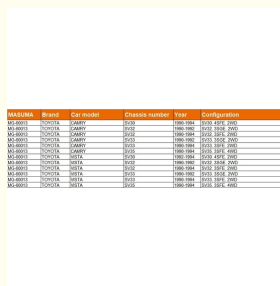 MASUMA Brand Car model Chassis number Year Configuration
MG-60013 TOYOTA CAMRY SV30 1990-1994 SV30, 4SFE, 2WD
MG-60013 TOYOTA CAMRY SV32 1990-1992 SV32, 3SGE, 2WD
MG-60013 TOYOTA CAMRY SV32 1990-1994 SV32, 3SFE, 2WD
MG-60013 TOYOTA CAMRY SV33 1990-1992 SV33, 3SGE, 2WD
MG-60013 TOYOTA CAMRY SV33 1990-1994 SV33, 3SFE, 2WD
MG-60013 TOYOTA CAMRY SV35 1990-1994 SV35, 3SFE, 4WD
MG-60013 TOYOTA VISTA SV30 1992-1994 SV30, 4SFE, 2WD
MG-60013 TOYOTA VISTA SV32 1990-1992 SV32, 3SGE, 2WD
MG-60013 TOYOTA VISTA SV32 1990-1994 SV32, 3SFE, 2WD
MG-60013 TOYOTA VISTA SV33 1990-1992 SV33, 3SGE, 2WD
MG-60013 TOYOTA VISTA SV33 1990-1994 SV33, 3SFE, 2WD
MG-60013 TOYOTA VISTA SV35 1990-1994 SV35, 3SFE, 4WD